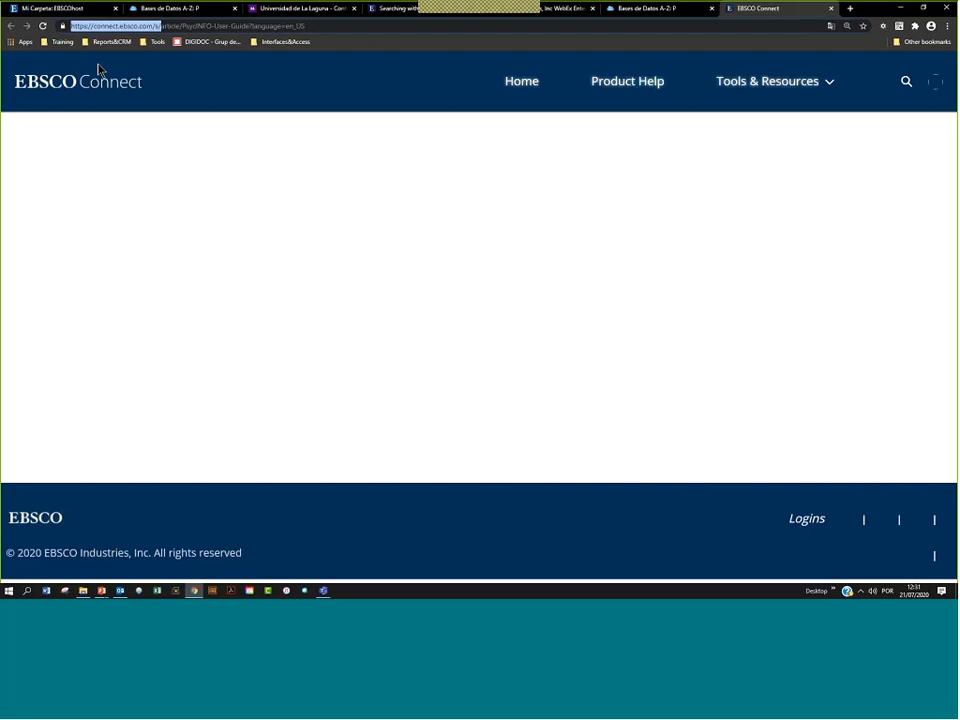 Mi Carpeta: EBSCOhost
Bases de Datos A-Z: P
Universidad de La Laguna - Cont
Searching with
, Inc WebEx Ente
Bases de Datos A-Z: P
EBSCO Connect
https://connect.ebsco.com/s/article/PsycINFO-User-Guide?language=en_US
Apps Training Reports&CRM Tools DIGIDOC - Grup de... Interfaces&Access Other bookmarks
EBSCO Connect Home Product Help Tools & Resources
EBSCO Logins | | |
© 2020 EBSCO Industries, Inc. All rights reserved |
Desktop POR 12:31
21/07/2020